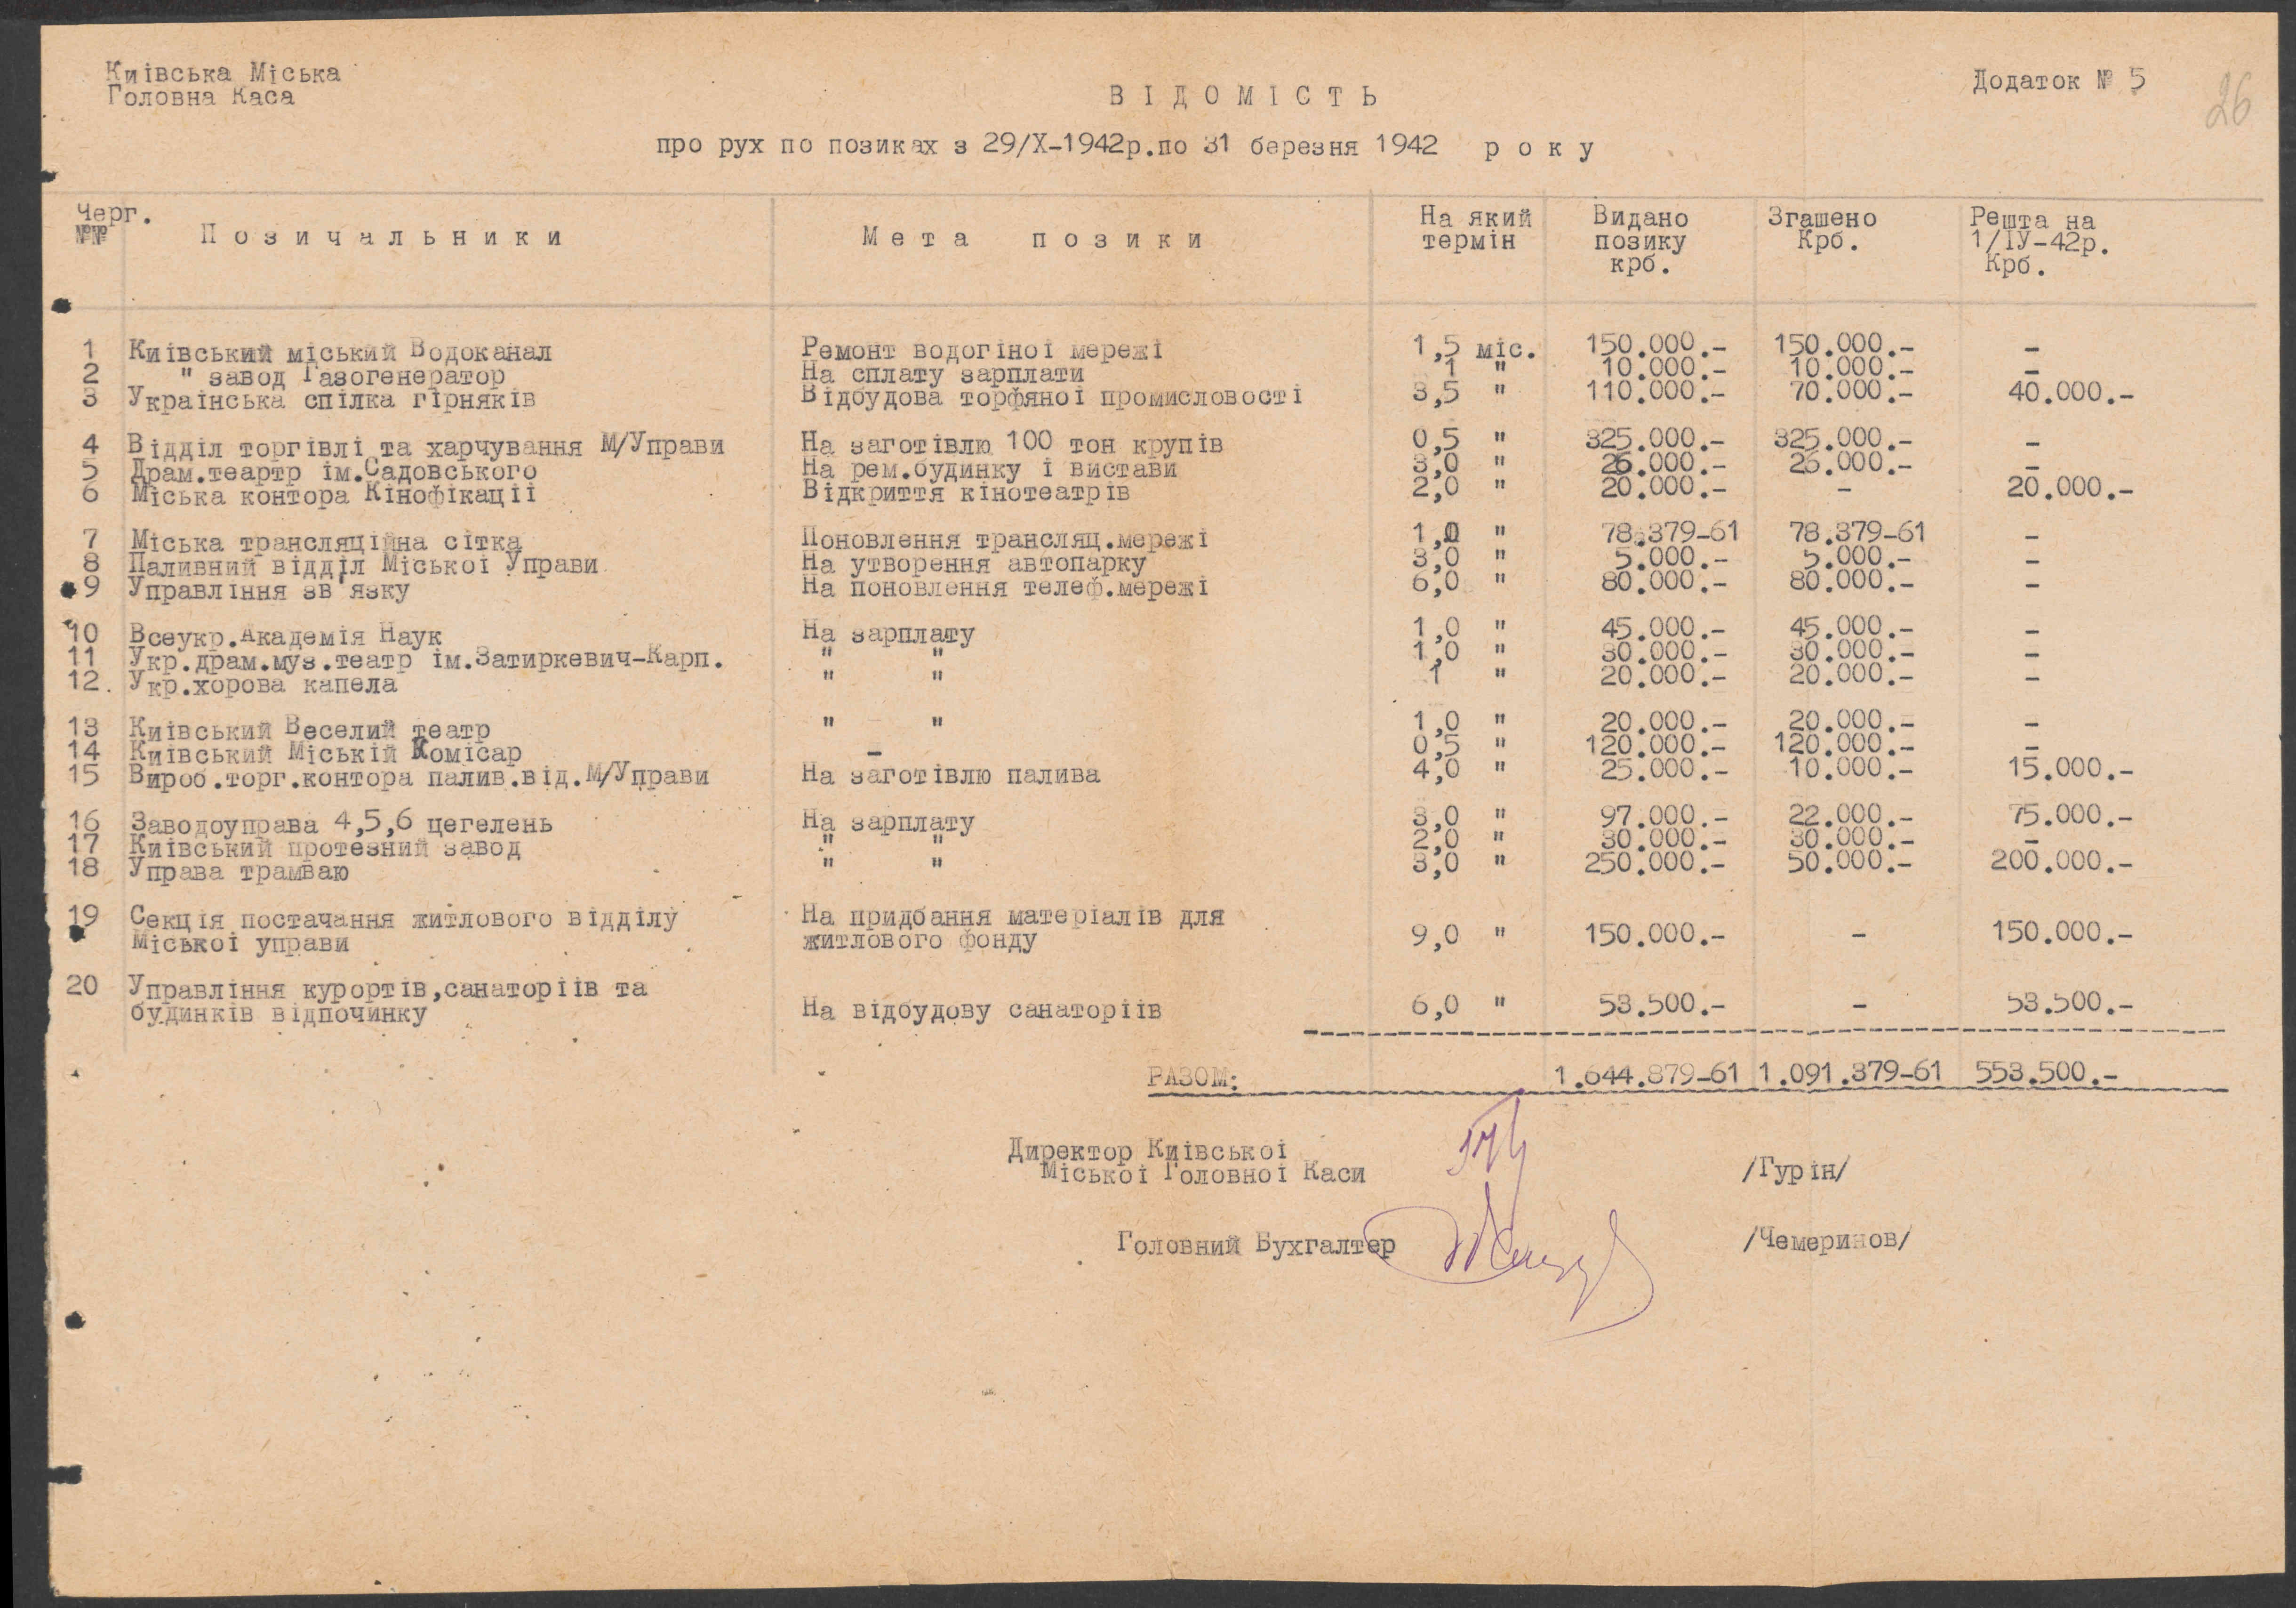 Київська Міська
Головна Каса
Додаток № 5
26
ВІДОМІСТЬ
про рух по позиках з 29/X-1942р.по 31 березня 1942 року
Черг. №№ Позичальники Мета позики На який термін Видано позику крб. Згашено Крб. Решта на 1/ІУ-42р. Крб.
1 Київський міський Водоканал Ремонт водогіної мережі 1,5 міс. 150.000.- 150.000.- -
2 " завод Газогенератор На сплату зарплати 1 " 10.000.- 10.000.- -
3 Українська спілка гірняків Відбудова торфяної промисловості 3,5 " 110.000.- 70.000.- 40.000.-
4 Відділ торгівлі та харчування М/Управи На заготівлю 100 тон крупів 0,5 " 325.000.- 325.000.- -
5 Драм.театр ім.Садовського На рем.будинку і вистави 3,0 " 26.000.- 26.000.- -
6 Міська контора Кінофікації Відкриття кінотеатрів 2,0 " 20.000.- - 20.000.-
7 Міська трансляційна сітка Поновлення трансляц.мережі 1,0 " 78.379-61 78.379-61 -
8 Паливний відділ Міської Управи На утворення автопарку 3,0 " 5.000.- 5.000.- -
9 Управління зв'язку На поновлення телеф.мережі 6,0 " 80.000.- 80.000.- -
10 Всеукр.Академія Наук На зарплату 1,0 " 45.000.- 45.000.- -
11 Укр.драм.муз.театр ім.Затиркевич-Карп. " " 1,0 " 30.000.- 30.000.- -
12. Укр.хорова капела " " 1 " 20.000.- 20.000.- -
13 Київський Веселий театр " " 1,0 " 20.000.- 20.000.- -
14 Київський Міській Комісар - 0,5 " 120.000.- 120.000.- -
15 Вироб.торг.контора палив.від.М/Управи На заготівлю палива 4,0 " 25.000.- 10.000.- 15.000.-
16 Заводоуправа 4,5,6 цегелень На зарплату 3,0 " 97.000.- 22.000.- 75.000.-
17 Київський протезний завод " " 2,0 " 30.000.- 30.000.- -
18 Управа трамваю " " 3,0 " 250.000.- 50.000.- 200.000.-
19 Секція постачання житлового відділу На придбання матеріалів для
Міської управи житлового фонду 9,0 " 150.000.- - 150.000.-
20 Управління курортів,санаторіїв та
будинків відпочинку На відбудову санаторіїв 6,0 " 53.500.- - 53.500.-
РАЗОМ: 1.644.879-61 1.091.379-61 553.500.-
Директор Київської
Міської Головної Каси /Гурін/
Головний Бухгалтер /Чемеринов/